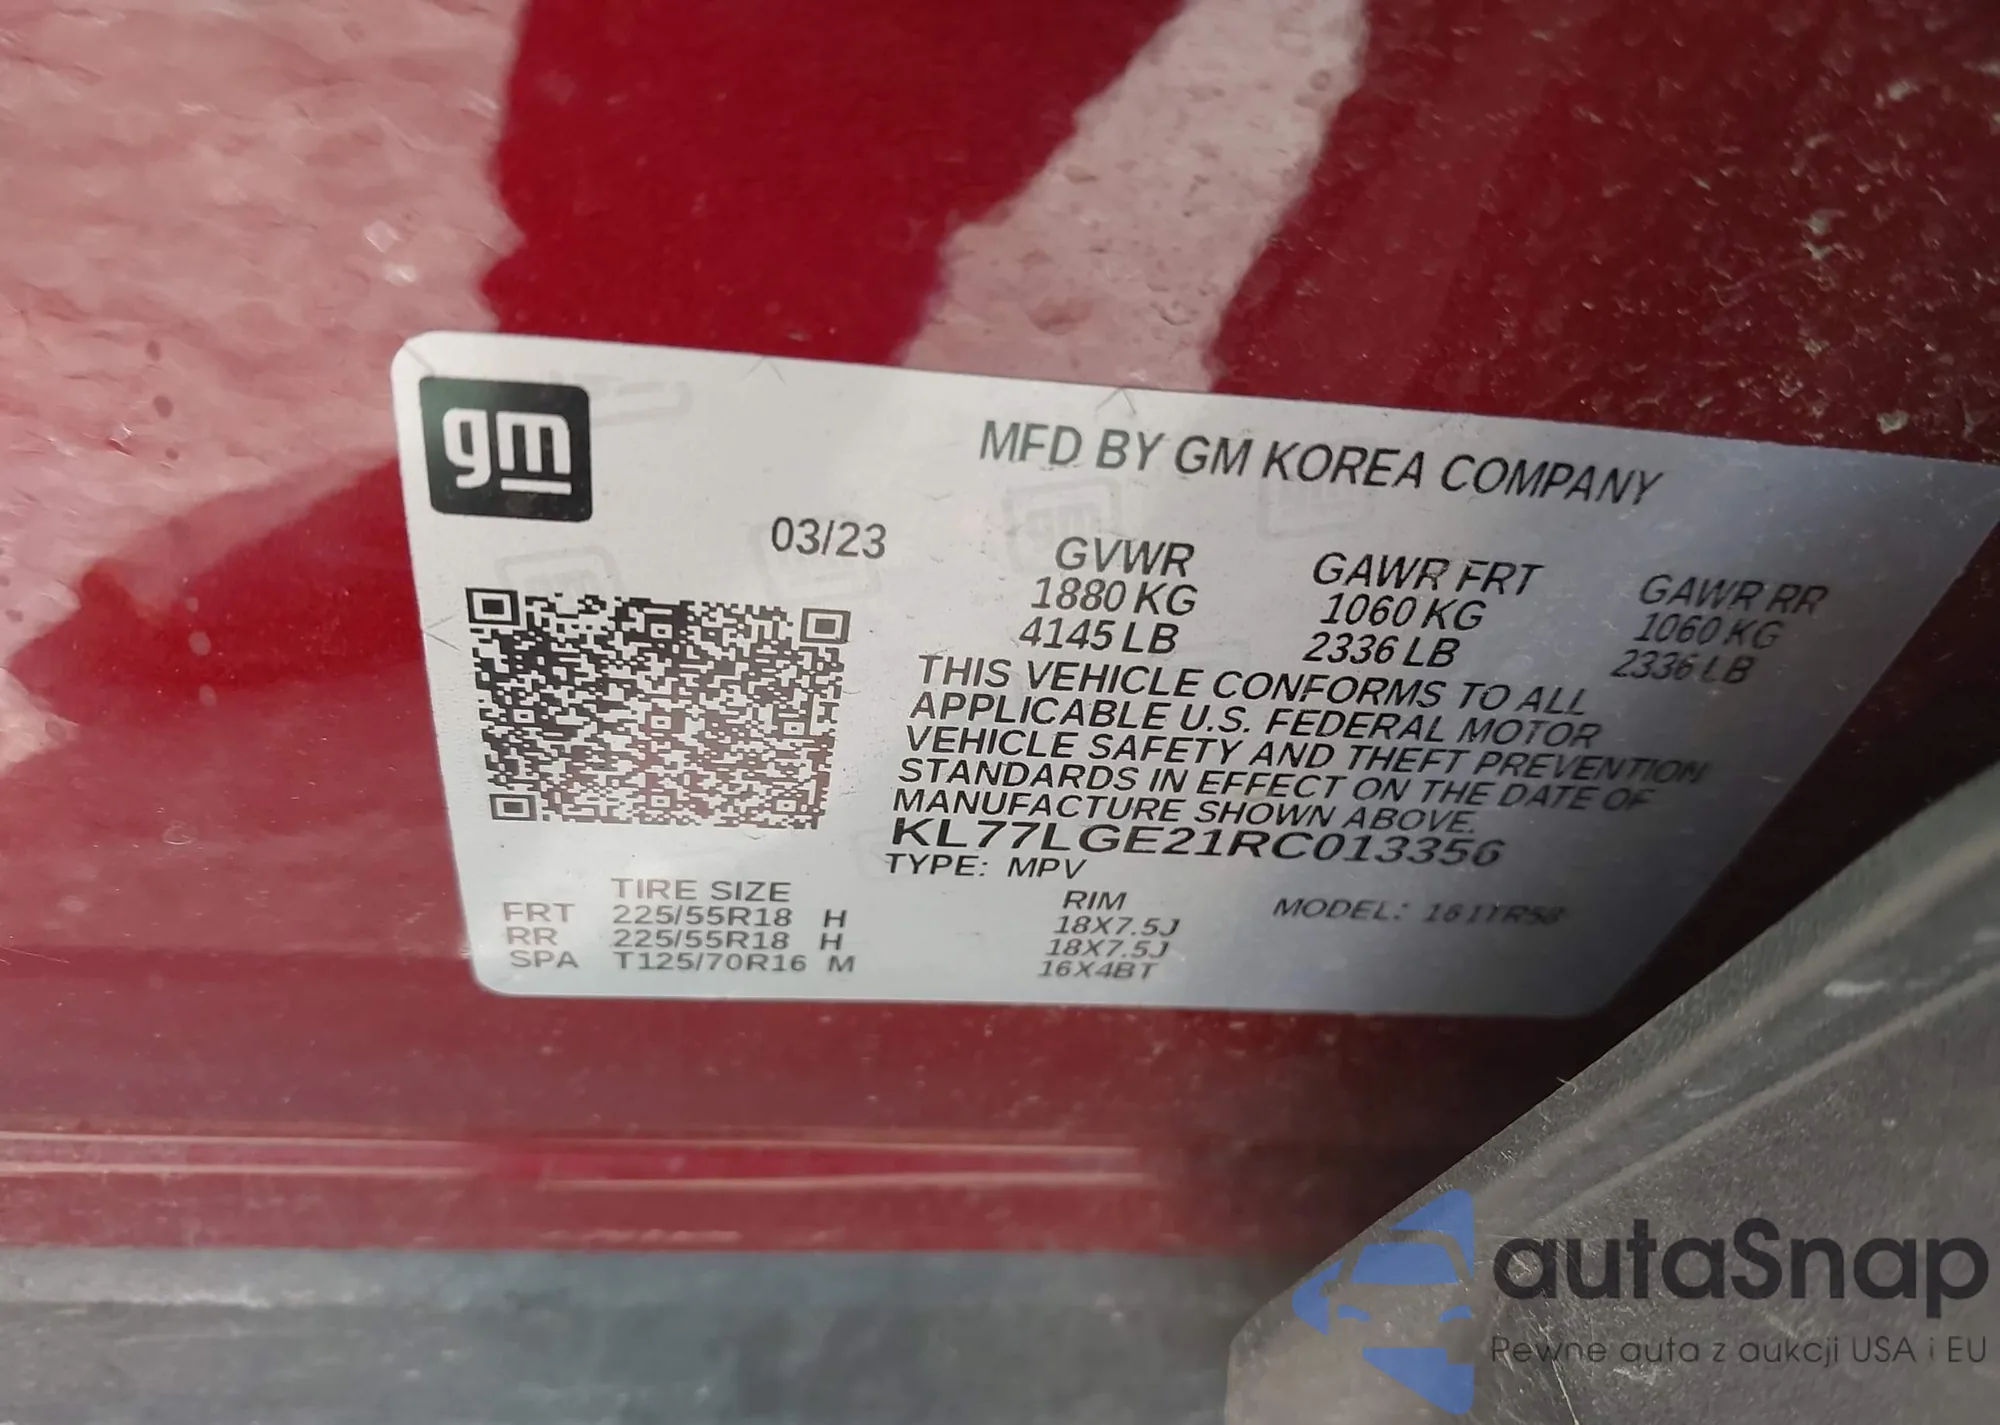 gm
MFD BY GM KOREA COMPANY
03/23
GVWR GAWR FRT GAWR RR
1880 KG 1060 KG 1060 KG
4145 LB 2336 LB 2336 LB
THIS VEHICLE CONFORMS TO ALL
APPLICABLE U.S. FEDERAL MOTOR
VEHICLE SAFETY AND THEFT PREVENTION
STANDARDS IN EFFECT ON THE DATE OF
MANUFACTURE SHOWN ABOVE.
KL77LGE21RC013356
TYPE: MPV
TIRE SIZE RIM MODEL:
FRT 225/55R18 H 18X7.5J
RR 225/55R18 H 18X7.5J
SPA T125/70R16 M 16X4BT
autaSnap
Pewne auta z aukcji USA i EU